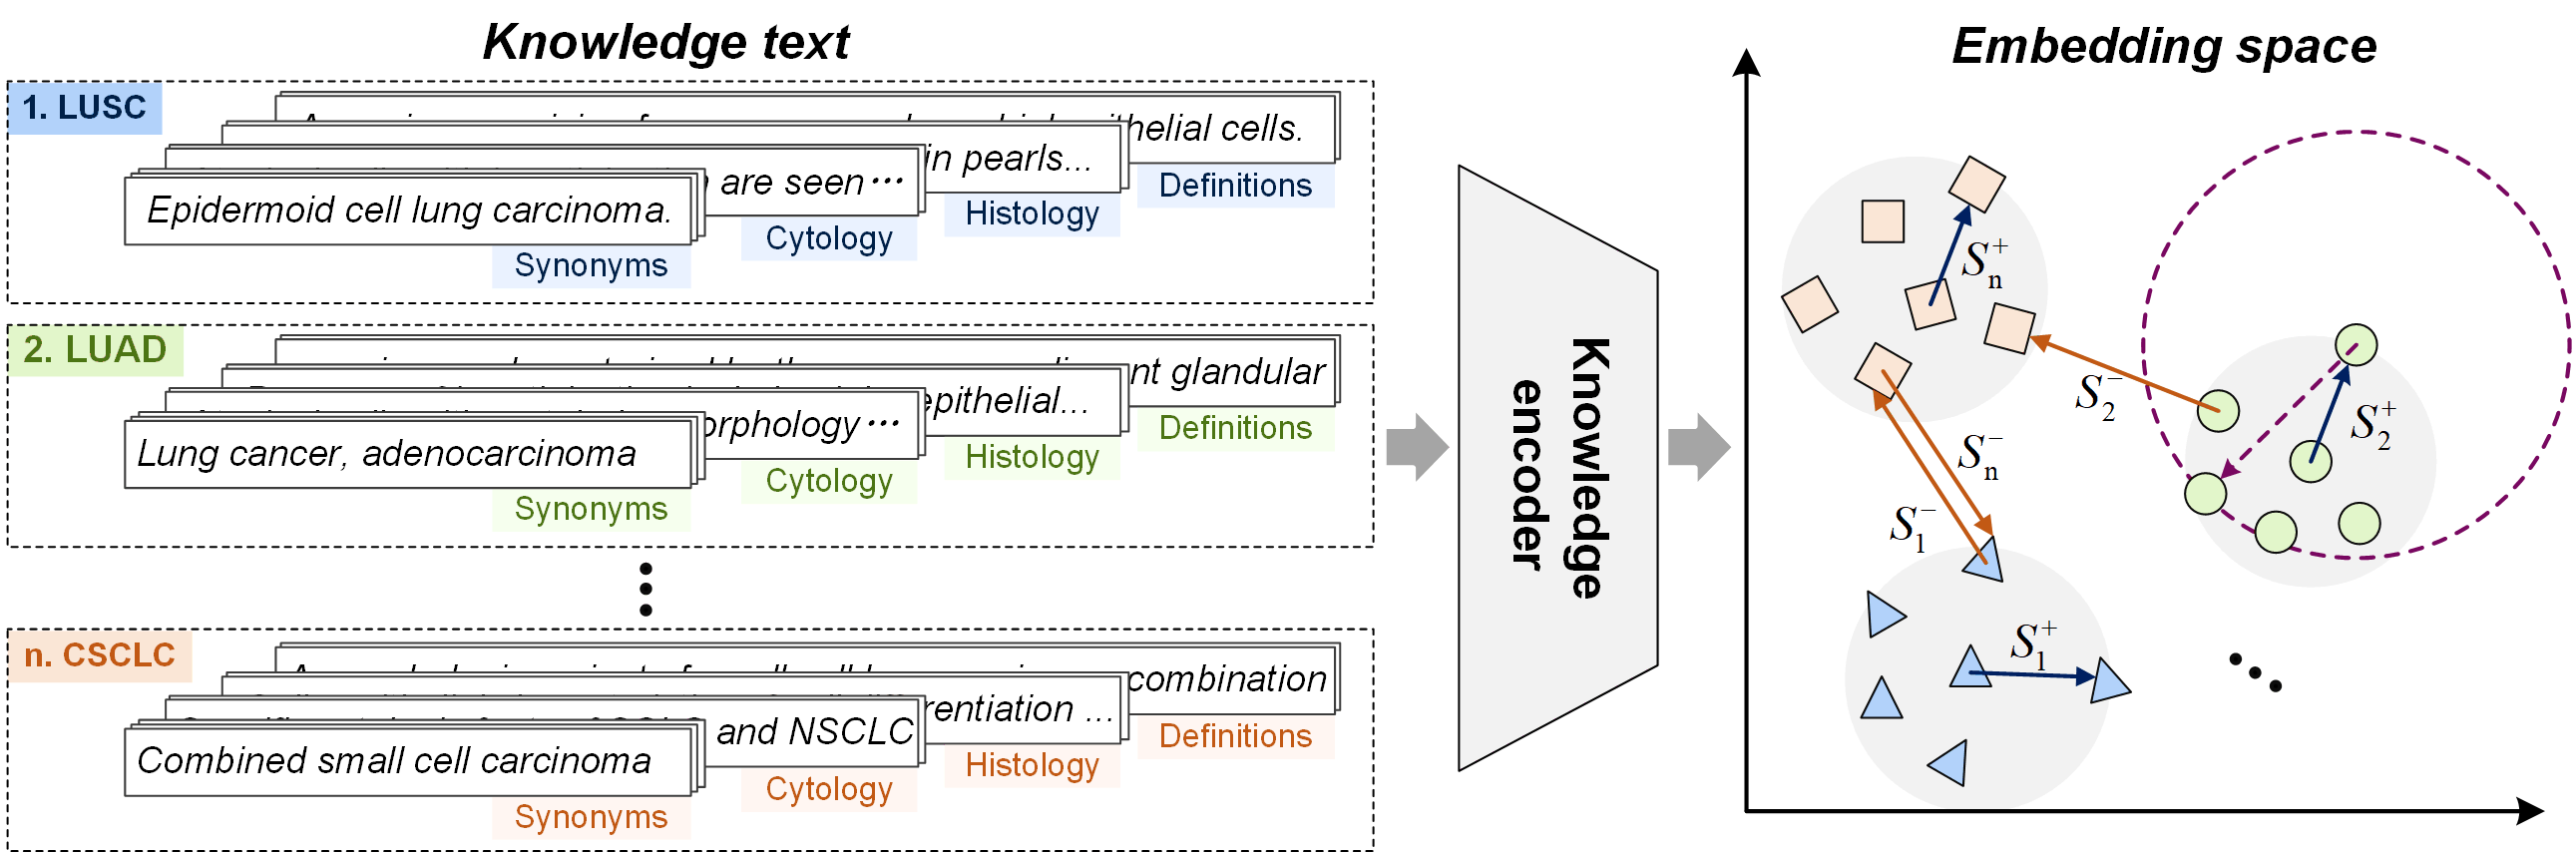 Knowledge text
1. LUSC
thelial cells.
Definitions
in pearls...
Histology
are seen ···
Cytology
Epidermoid cell lung carcinoma.
Synonyms
2. LUAD
nt glandular
Definitions
epithelial...
Histology
orphology ···
Cytology
Lung cancer, adenocarcinoma
Synonyms
n. CSCLC
combination
Definitions
rentiation ...
Histology
and NSCLC
Cytology
Combined small cell carcinoma
Synonyms
Knowledge
encoder
Embedding space
S_n^+
S_2^-
S_2^+
S_n^-
S_1^-
S_1^+